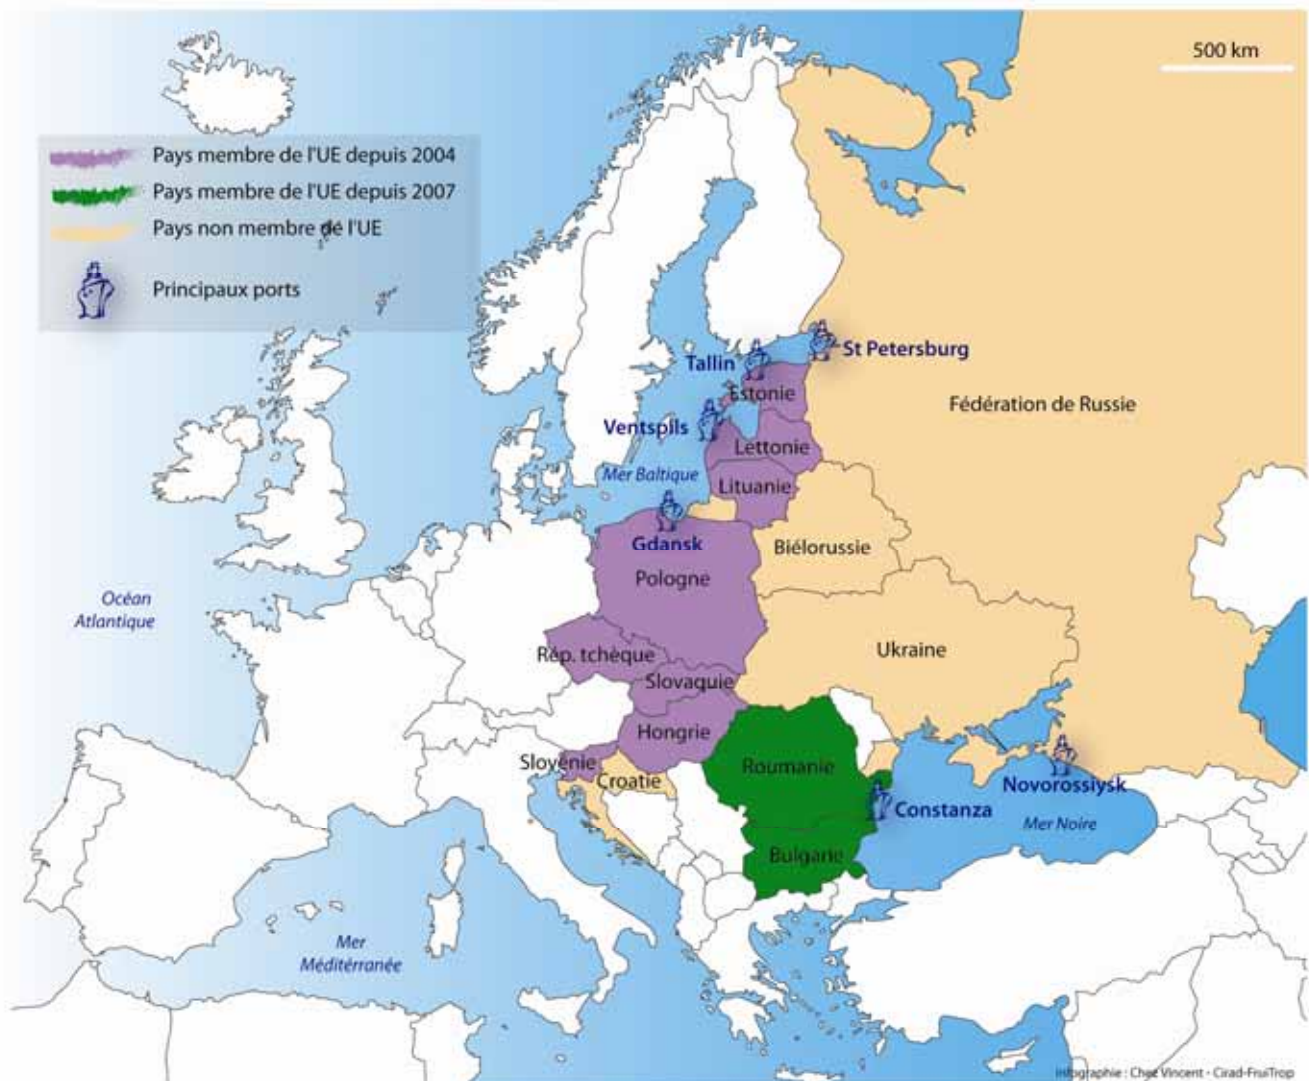 500 km
Pays membre de l'UE depuis 2004
Pays membre de l'UE depuis 2007
Pays non membre de l'UE
Principaux ports
St Petersburg
Tallin
Estonie
Fédération de Russie
Ventspils
Lettonie
Mer Baltique
Lituanie
Gdansk
Biélorussie
Pologne
Océan
Atlantique
Ukraine
Rép. tchèque
Slovaquie
Hongrie
Slovénie
Roumanie
Croatie
Novorossiysk
Constanza
Mer Noire
Bulgarie
Mer
Méditérranée
Infographie : Chez Vincent - Cirad-FruiTrop